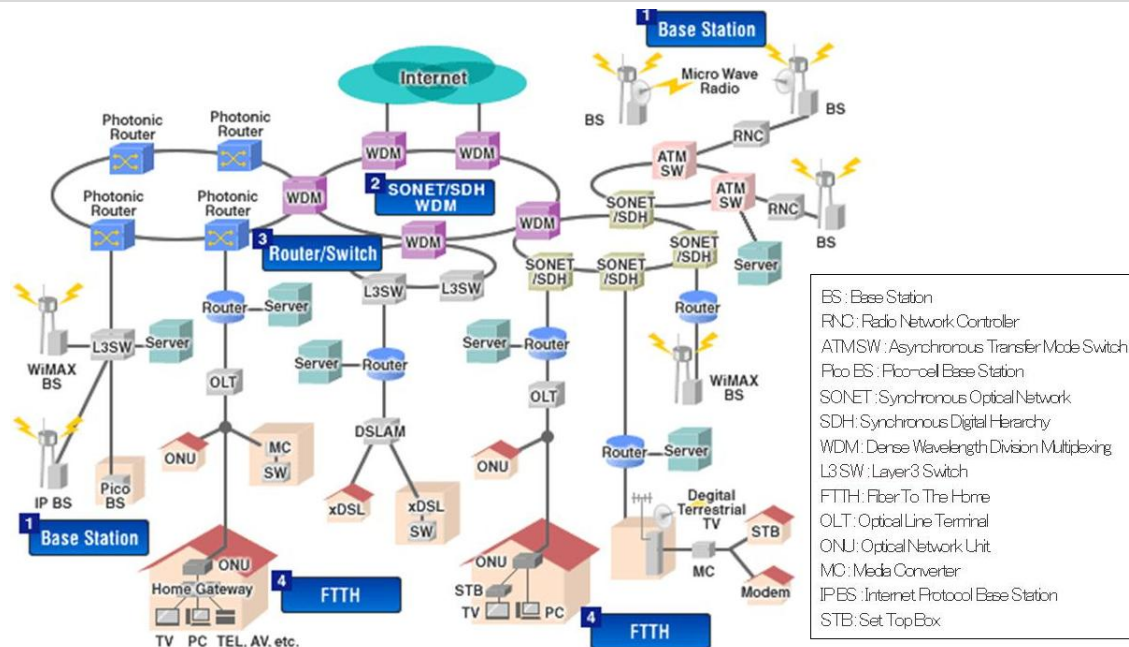 1 Base Station
Internet
Micro Wave
Radio
BS
BS
Photonic
Router
Photonic
Router
WDM
WDM
RNC
ATM
SW
ATM
SW
RNC
BS
Photonic
Router
Photonic
Router
WDM
2 SONET/SDH
WDM
SONET
/SDH
WDM
WDM
3 Router/Switch
SONET
/SDH
SONET
/SDH
SONET
/SDH
Server
L3SW
L3SW
Router
Server
Router
WiMAX
BS
L3SW
Server
Server
Router
Server
Router
WiMAX
BS
OLT
OLT
DSLAM
IP BS
Pico
BS
ONU
MC
SW
xDSL
xDSL
SW
ONU
Router
Server
Degital
Terrestrial
TV
STB
MC
Modem
1 Base Station
ONU
Home Gateway
TV PC TEL, AV, etc.
4 FTTH
ONU
STB
TV
PC
4 FTTH
BS : Base Station
RNC : Radio Network Controller
ATM SW : Asynchronous Transfer Mode Switch
Pico BS : Pico-cell Base Station
SONET : Synchronous Optical Network
SDH : Synchronous Digital Hierarchy
WDM : Dense Wavelength Division Multiplexing
L3 SW : Layer3 Switch
FTTH : Fiber To The Home
OLT : Optical Line Terminal
ONU : Optical Network Unit
MC : Media Converter
IP BS : Internet Protocol Base Station
STB : Set Top Box